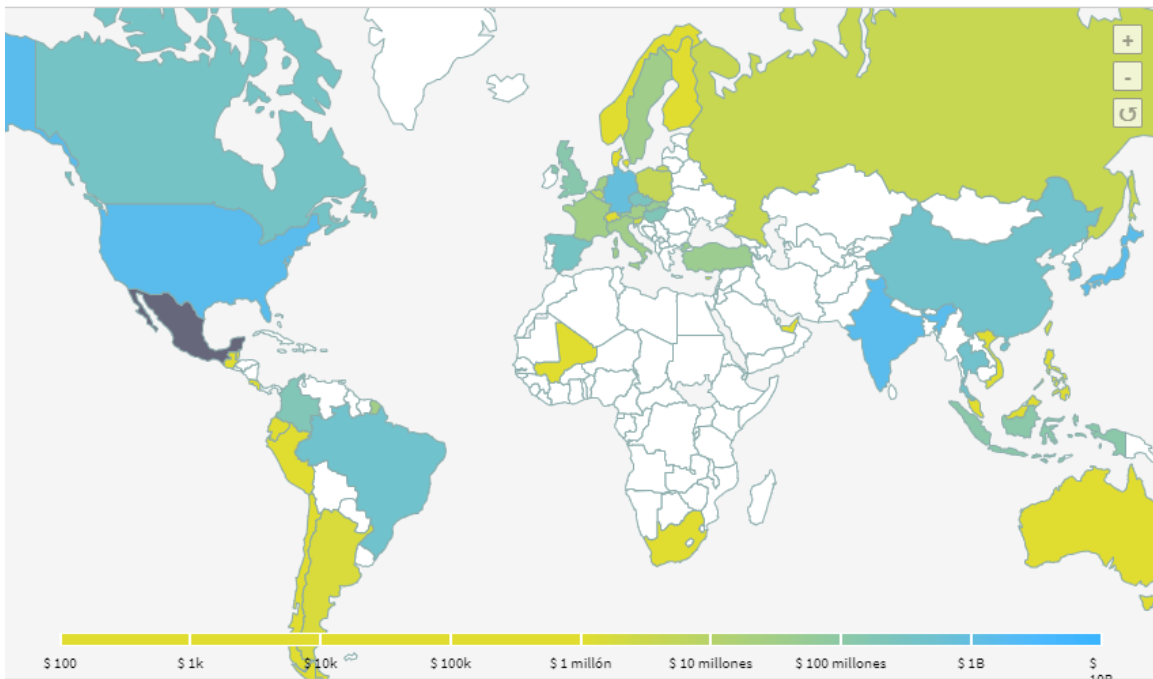 +
-
↺
$ 100
$ 1k
$ 10k
$ 100k
$ 1 millón
$ 10 millones
$ 100 millones
$ 1B
$